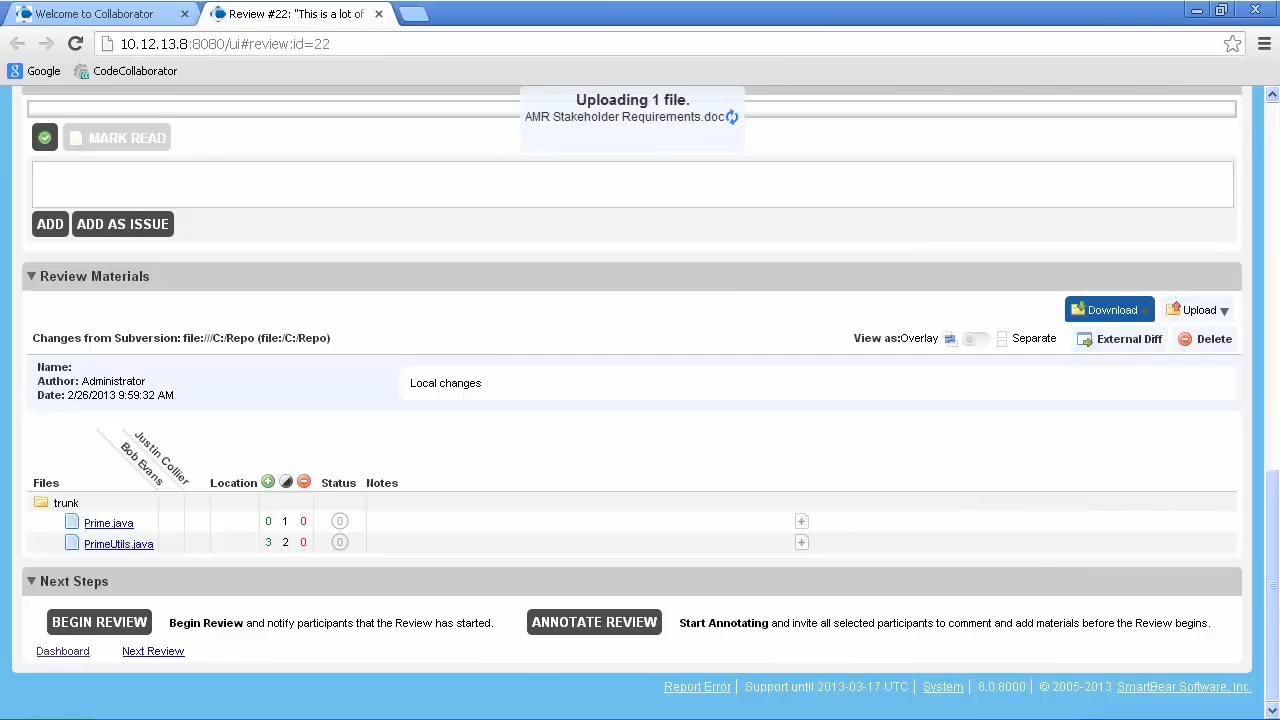 Welcome to Collaborator
Review #22: "This is a lot of
10.12.13.8:8080/ui#review:id=22
Google
CodeCollaborator
Uploading 1 file.
AMR Stakeholder Requirements.doc
MARK READ
ADD
ADD AS ISSUE
Review Materials
Download
Upload
Changes from Subversion: file:///C:/Repo (file:/C:/Repo)
View as:Overlay
Separate
External Diff
Delete
Name:
Author: Administrator
Date: 2/26/2013 9:59:32 AM
Local changes
Justin Collier
Bob Evans
Files
Location
Status
Notes
trunk
Prime.java 0 1 0 0
PrimeUtils.java 3 2 0 0
Next Steps
BEGIN REVIEW
Begin Review and notify participants that the Review has started.
ANNOTATE REVIEW
Start Annotating and invite all selected participants to comment and add materials before the Review begins.
Dashboard
Next Review
Report Error
Support until 2013-03-17 UTC
System
8.0.8000
© 2005-2013 SmartBear Software, Inc.